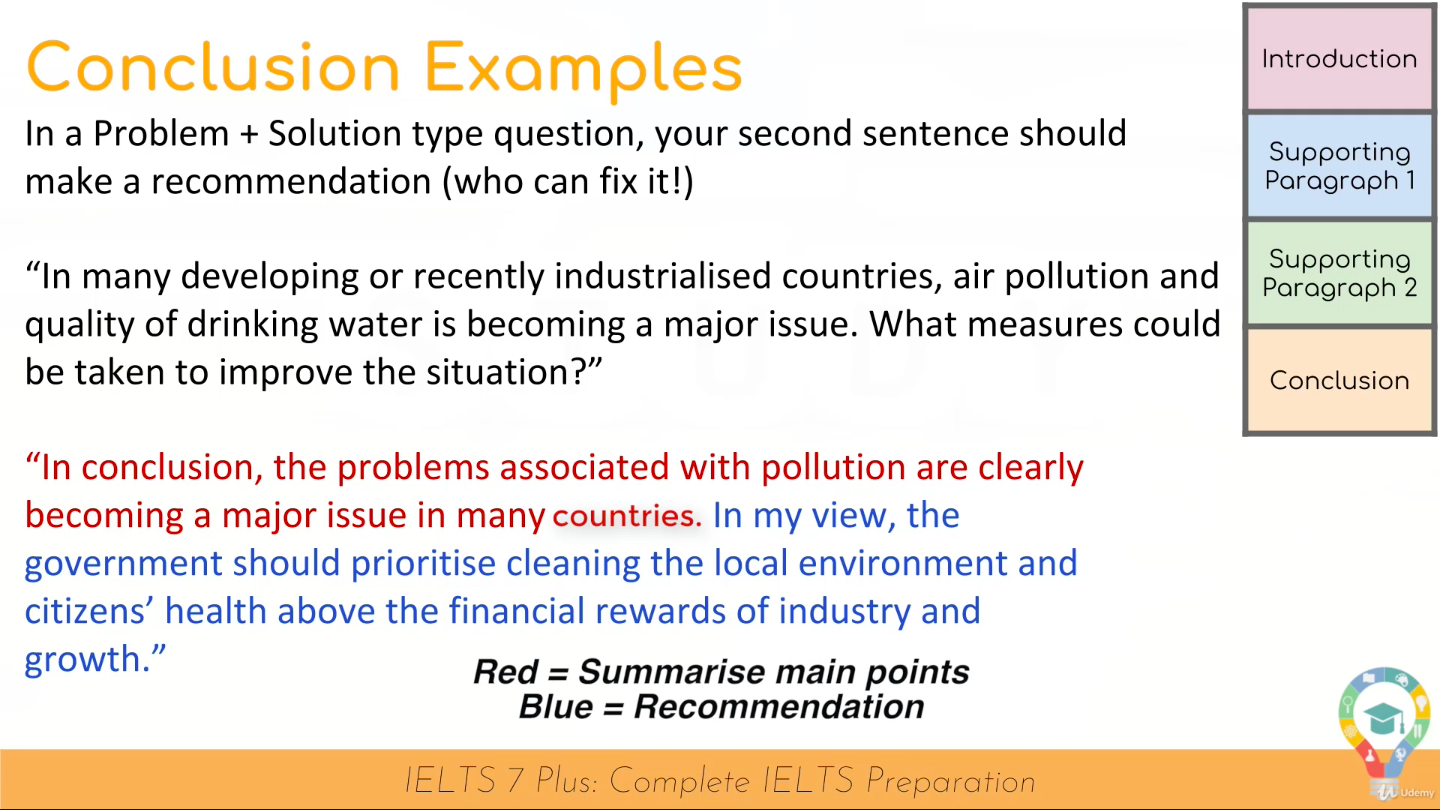 Conclusion Examples
In a Problem + Solution type question, your second sentence should
make a recommendation (who can fix it!)
“In many developing or recently industrialised countries, air pollution and
quality of drinking water is becoming a major issue. What measures could
be taken to improve the situation?”
“In conclusion, the problems associated with pollution are clearly
becoming a major issue in many countries. In my view, the
government should prioritise cleaning the local environment and
citizens’ health above the financial rewards of industry and
growth.”
Red = Summarise main points
Blue = Recommendation
Introduction
Supporting
Paragraph 1
Supporting
Paragraph 2
Conclusion
IELTS 7 Plus: Complete IELTS Preparation
Udemy